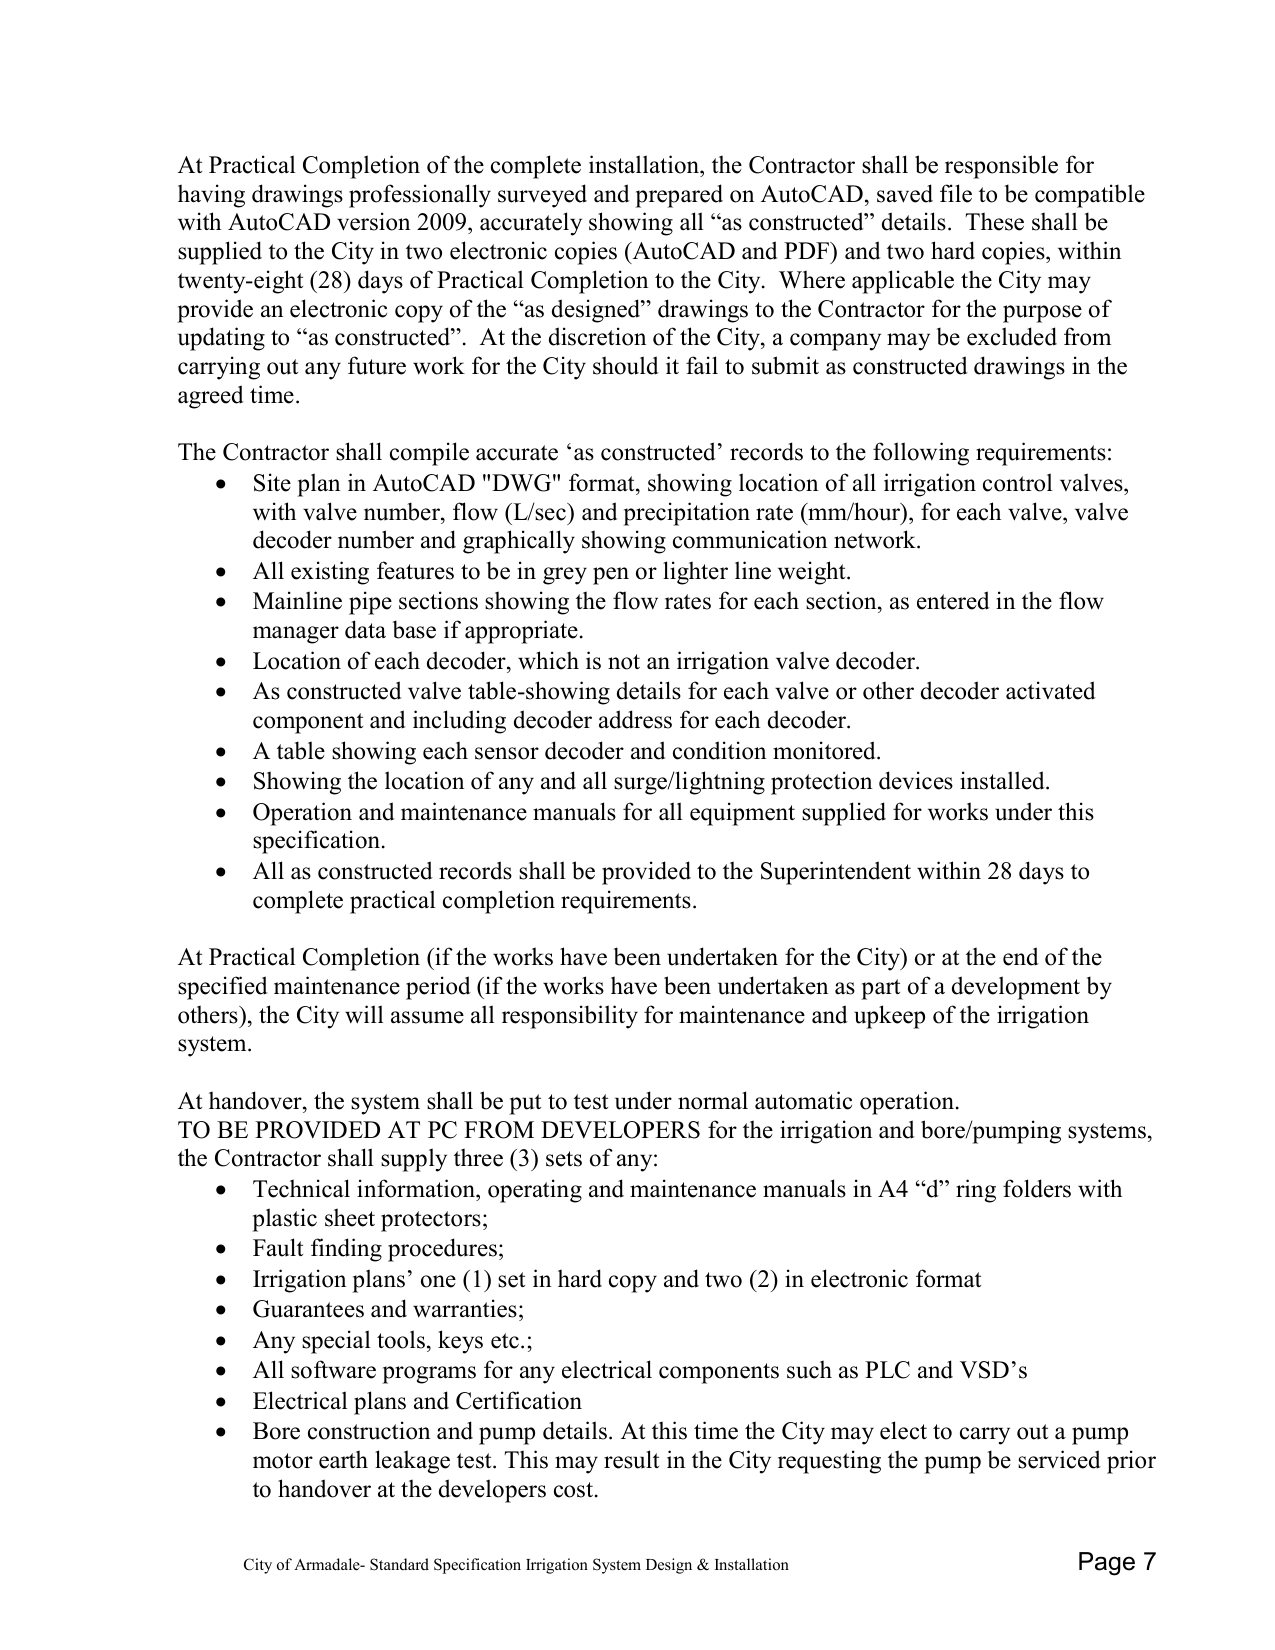 At Practical Completion of the complete installation, the Contractor shall be responsible for
having drawings professionally surveyed and prepared on AutoCAD, saved file to be compatible
with AutoCAD version 2009, accurately showing all “as constructed” details.  These shall be
supplied to the City in two electronic copies (AutoCAD and PDF) and two hard copies, within
twenty-eight (28) days of Practical Completion to the City.  Where applicable the City may
provide an electronic copy of the “as designed” drawings to the Contractor for the purpose of
updating to “as constructed”.  At the discretion of the City, a company may be excluded from
carrying out any future work for the City should it fail to submit as constructed drawings in the
agreed time.
The Contractor shall compile accurate ‘as constructed’ records to the following requirements:
• Site plan in AutoCAD "DWG" format, showing location of all irrigation control valves,
with valve number, flow (L/sec) and precipitation rate (mm/hour), for each valve, valve
decoder number and graphically showing communication network.
• All existing features to be in grey pen or lighter line weight.
• Mainline pipe sections showing the flow rates for each section, as entered in the flow
manager data base if appropriate.
• Location of each decoder, which is not an irrigation valve decoder.
• As constructed valve table-showing details for each valve or other decoder activated
component and including decoder address for each decoder.
• A table showing each sensor decoder and condition monitored.
• Showing the location of any and all surge/lightning protection devices installed.
• Operation and maintenance manuals for all equipment supplied for works under this
specification.
• All as constructed records shall be provided to the Superintendent within 28 days to
complete practical completion requirements.
At Practical Completion (if the works have been undertaken for the City) or at the end of the
specified maintenance period (if the works have been undertaken as part of a development by
others), the City will assume all responsibility for maintenance and upkeep of the irrigation
system.
At handover, the system shall be put to test under normal automatic operation.
TO BE PROVIDED AT PC FROM DEVELOPERS for the irrigation and bore/pumping systems,
the Contractor shall supply three (3) sets of any:
• Technical information, operating and maintenance manuals in A4 “d” ring folders with
plastic sheet protectors;
• Fault finding procedures;
• Irrigation plans’ one (1) set in hard copy and two (2) in electronic format
• Guarantees and warranties;
• Any special tools, keys etc.;
• All software programs for any electrical components such as PLC and VSD’s
• Electrical plans and Certification
• Bore construction and pump details. At this time the City may elect to carry out a pump
motor earth leakage test. This may result in the City requesting the pump be serviced prior
to handover at the developers cost.
City of Armadale- Standard Specification Irrigation System Design & Installation Page 7